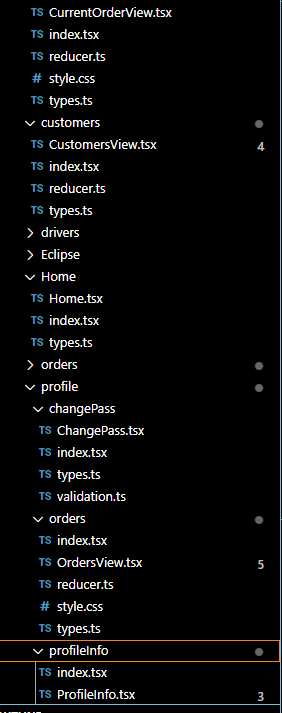 TS CurrentOrderView.tsx
TS index.tsx
TS reducer.ts
# style.css
TS types.ts
customers
TS CustomersView.tsx 4
TS index.tsx
TS reducer.ts
TS types.ts
drivers
Eclipse
Home
TS Home.tsx
TS index.tsx
TS types.ts
orders
profile
changePass
TS ChangePass.tsx
TS index.tsx
TS types.ts
TS validation.ts
orders
TS index.tsx
TS OrdersView.tsx 5
TS reducer.ts
# style.css
TS types.ts
profileInfo
TS index.tsx
TS ProfileInfo.tsx 3